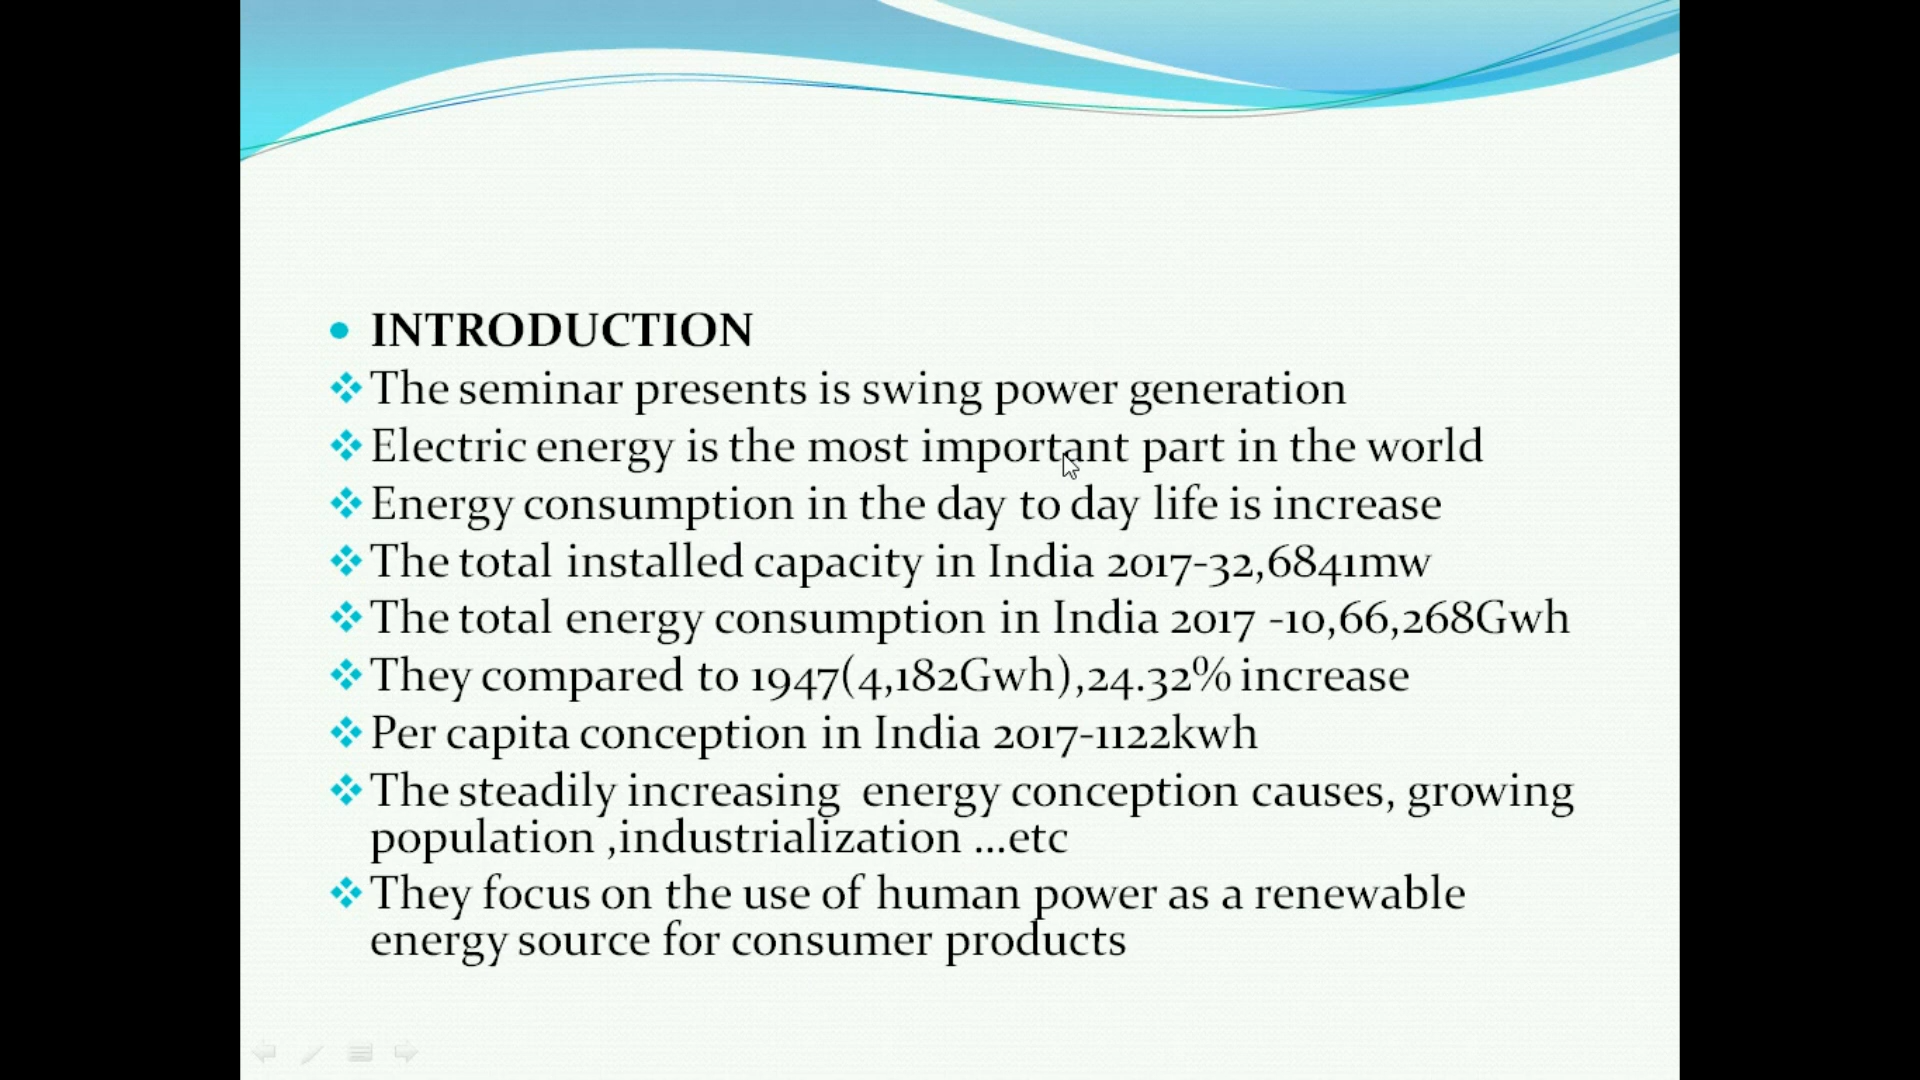 INTRODUCTION
The seminar presents is swing power generation
Electric energy is the most important part in the world
Energy consumption in the day to day life is increase
The total installed capacity in India 2017-32,6841mw
The total energy consumption in India 2017 -10,66,268Gwh
They compared to 1947(4,182Gwh),24.32% increase
Per capita conception in India 2017-1122kwh
The steadily increasing  energy conception causes, growing
population ,industrialization ...etc
They focus on the use of human power as a renewable
energy source for consumer products